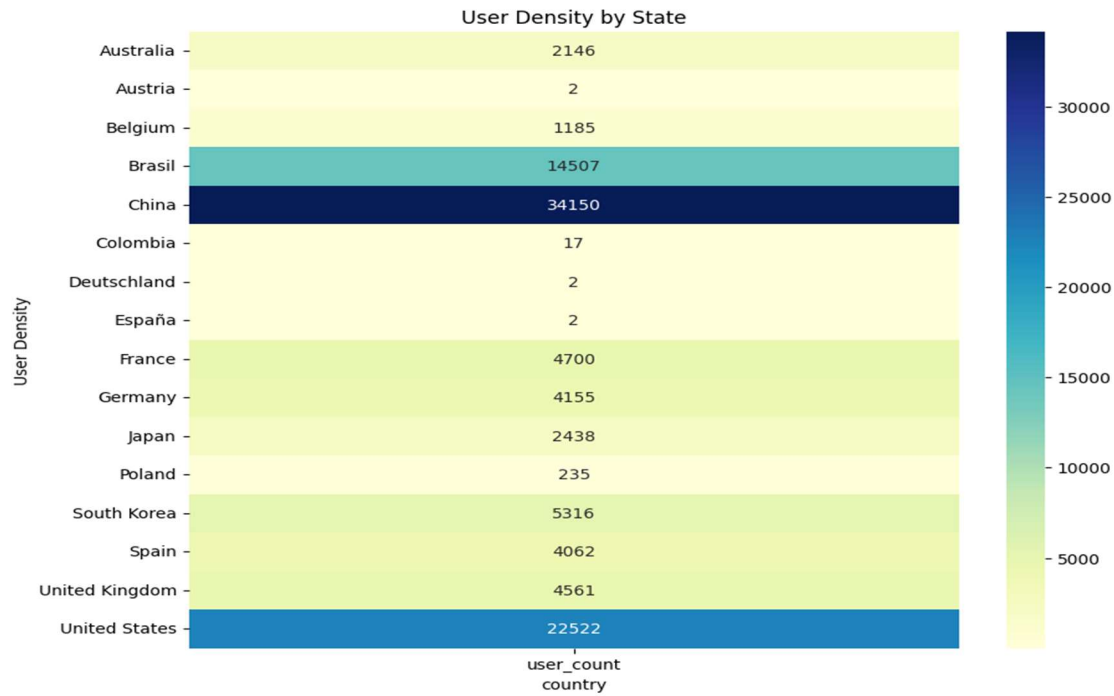 User Density by State
Australia 2146
Austria 2
Belgium 1185
Brasil 14507
30000
China 34150
25000
Colombia 17
Deutschland 2
20000
España 2
User Density
France 4700
15000
Germany 4155
Japan 2438
10000
Poland 235
South Korea 5316
Spain 4062
5000
United Kingdom 4561
United States 22522
user_count
country